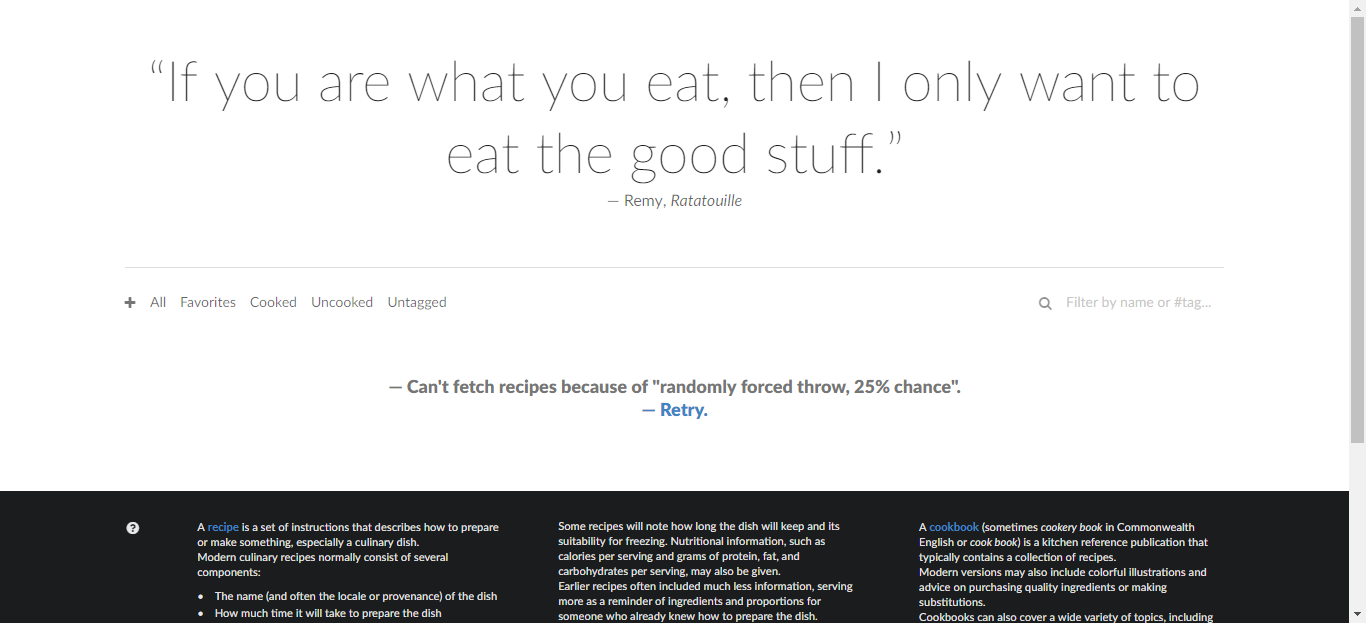 “If you are what you eat, then I only want to
eat the good stuff.”
— Remy, Ratatouille
All Favorites Cooked Uncooked Untagged
Filter by name or #tag...
— Can't fetch recipes because of "randomly forced throw, 25% chance".
— Retry.
A recipe is a set of instructions that describes how to prepare
or make something, especially a culinary dish.
Modern culinary recipes normally consist of several
components:
• The name (and often the locale or provenance) of the dish
• How much time it will take to prepare the dish
Some recipes will note how long the dish will keep and its
suitability for freezing. Nutritional information, such as
calories per serving and grams of protein, fat, and
carbohydrates per serving, may also be given.
Earlier recipes often included much less information, serving
more as a reminder of ingredients and proportions for
someone who already knew how to prepare the dish.
A cookbook (sometimes cookery book in Commonwealth
English or cook book) is a kitchen reference publication that
typically contains a collection of recipes.
Modern versions may also include colorful illustrations and
advice on purchasing quality ingredients or making
substitutions.
Cookbooks can also cover a wide variety of topics, including